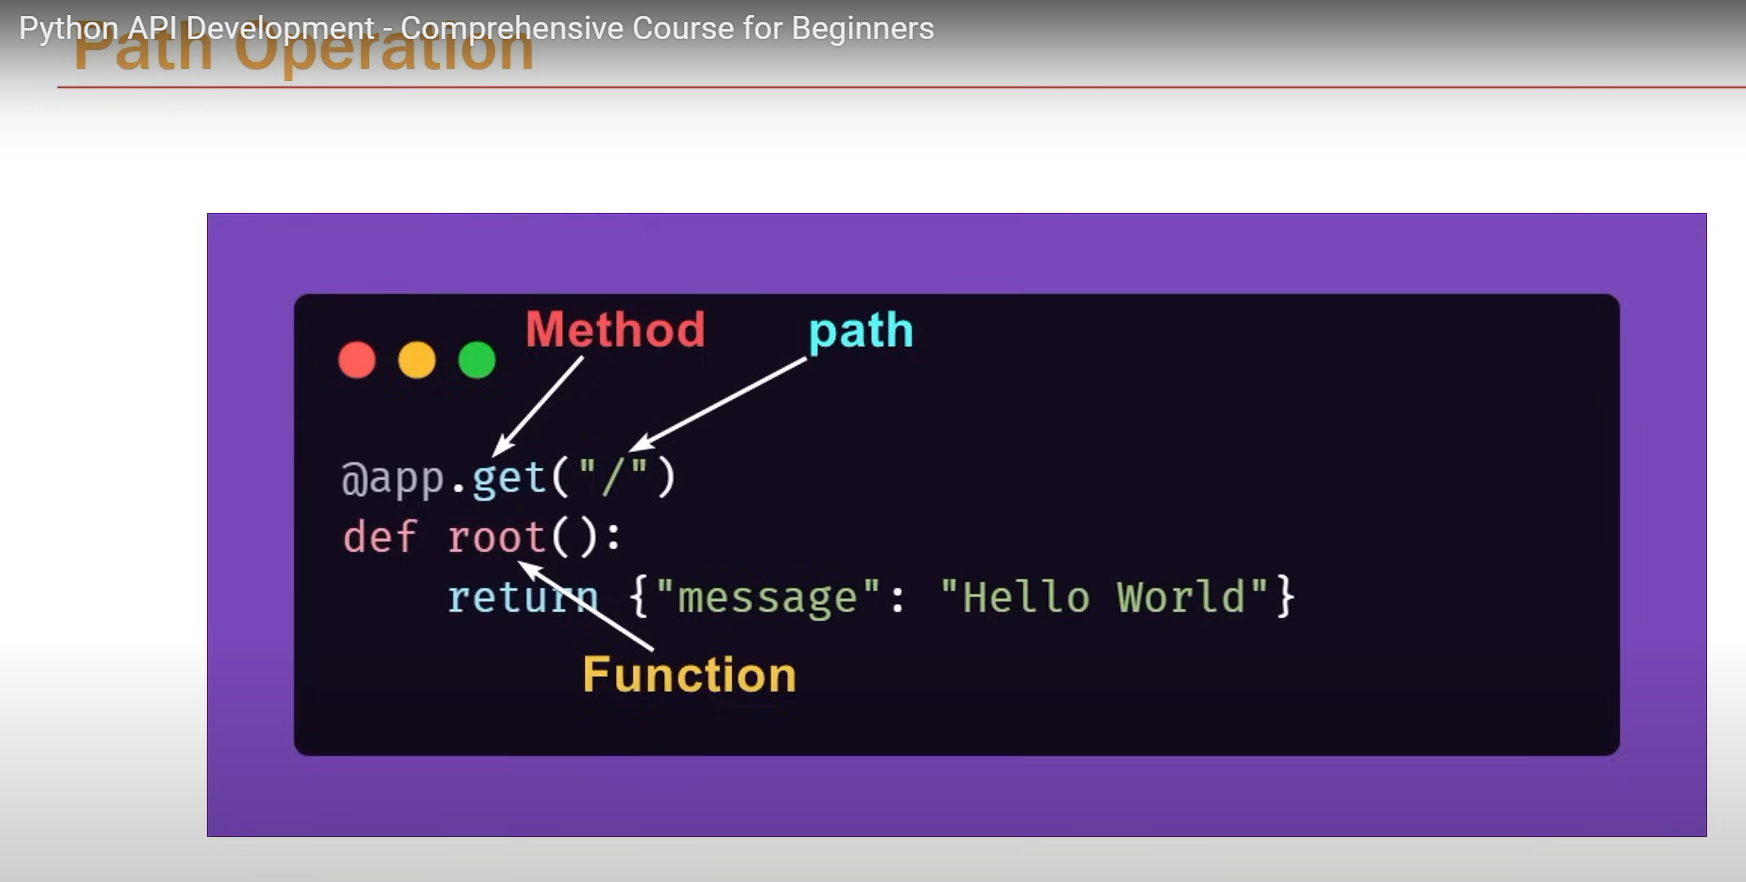 Python API Development - Comprehensive Course for Beginners
Path Operation
Method path
@app.get("/")
def root():
    return {"message": "Hello World"}
Function